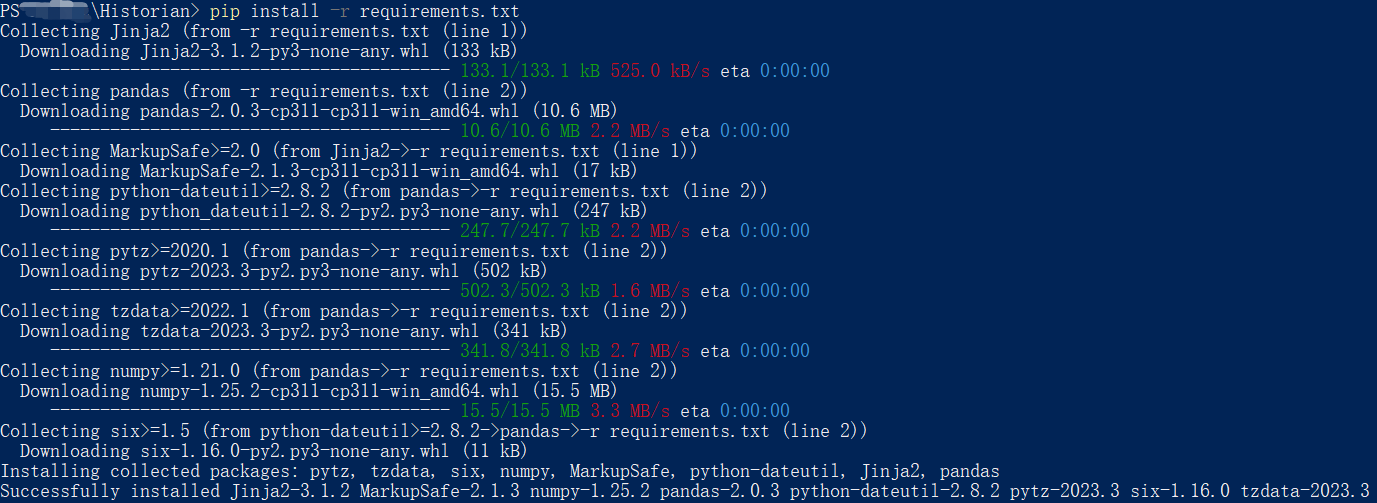 PS \Historian> pip install -r requirements.txt
Collecting Jinja2 (from -r requirements.txt (line 1))
Downloading Jinja2-3.1.2-py3-none-any.whl (133 kB)
---------------------------------------- 133.1/133.1 kB 525.0 kB/s eta 0:00:00
Collecting pandas (from -r requirements.txt (line 2))
Downloading pandas-2.0.3-cp311-cp311-win_amd64.whl (10.6 MB)
---------------------------------------- 10.6/10.6 MB 2.2 MB/s eta 0:00:00
Collecting MarkupSafe>=2.0 (from Jinja2->-r requirements.txt (line 1))
Downloading MarkupSafe-2.1.3-cp311-cp311-win_amd64.whl (17 kB)
Collecting python-dateutil>=2.8.2 (from pandas->-r requirements.txt (line 2))
Downloading python_dateutil-2.8.2-py2.py3-none-any.whl (247 kB)
---------------------------------------- 247.7/247.7 kB 2.2 MB/s eta 0:00:00
Collecting pytz>=2020.1 (from pandas->-r requirements.txt (line 2))
Downloading pytz-2023.3-py2.py3-none-any.whl (502 kB)
---------------------------------------- 502.3/502.3 kB 1.6 MB/s eta 0:00:00
Collecting tzdata>=2022.1 (from pandas->-r requirements.txt (line 2))
Downloading tzdata-2023.3-py2.py3-none-any.whl (341 kB)
---------------------------------------- 341.8/341.8 kB 2.7 MB/s eta 0:00:00
Collecting numpy>=1.21.0 (from pandas->-r requirements.txt (line 2))
Downloading numpy-1.25.2-cp311-cp311-win_amd64.whl (15.5 MB)
---------------------------------------- 15.5/15.5 MB 3.3 MB/s eta 0:00:00
Collecting six>=1.5 (from python-dateutil>=2.8.2->pandas->-r requirements.txt (line 2))
Downloading six-1.16.0-py2.py3-none-any.whl (11 kB)
Installing collected packages: pytz, tzdata, six, numpy, MarkupSafe, python-dateutil, Jinja2, pandas
Successfully installed Jinja2-3.1.2 MarkupSafe-2.1.3 numpy-1.25.2 pandas-2.0.3 python-dateutil-2.8.2 pytz-2023.3 six-1.16.0 tzdata-2023.3